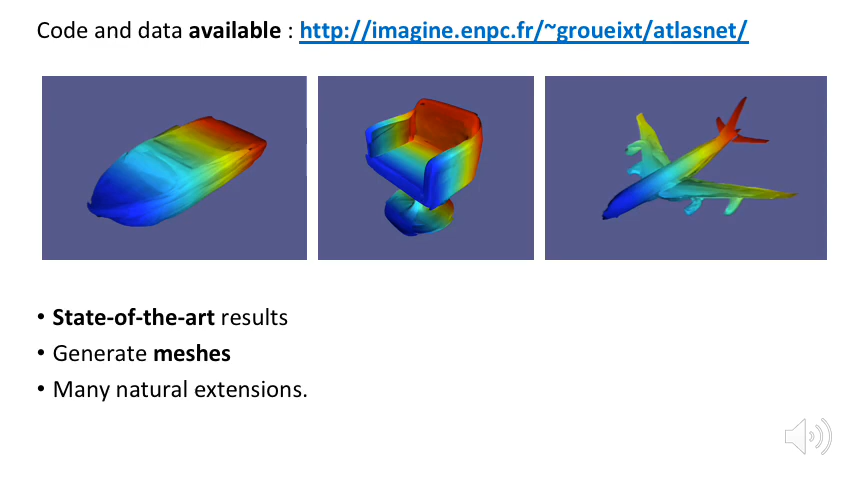 Code and data available : http://imagine.enpc.fr/~groueixt/atlasnet/
• State-of-the-art results
• Generate meshes
• Many natural extensions.